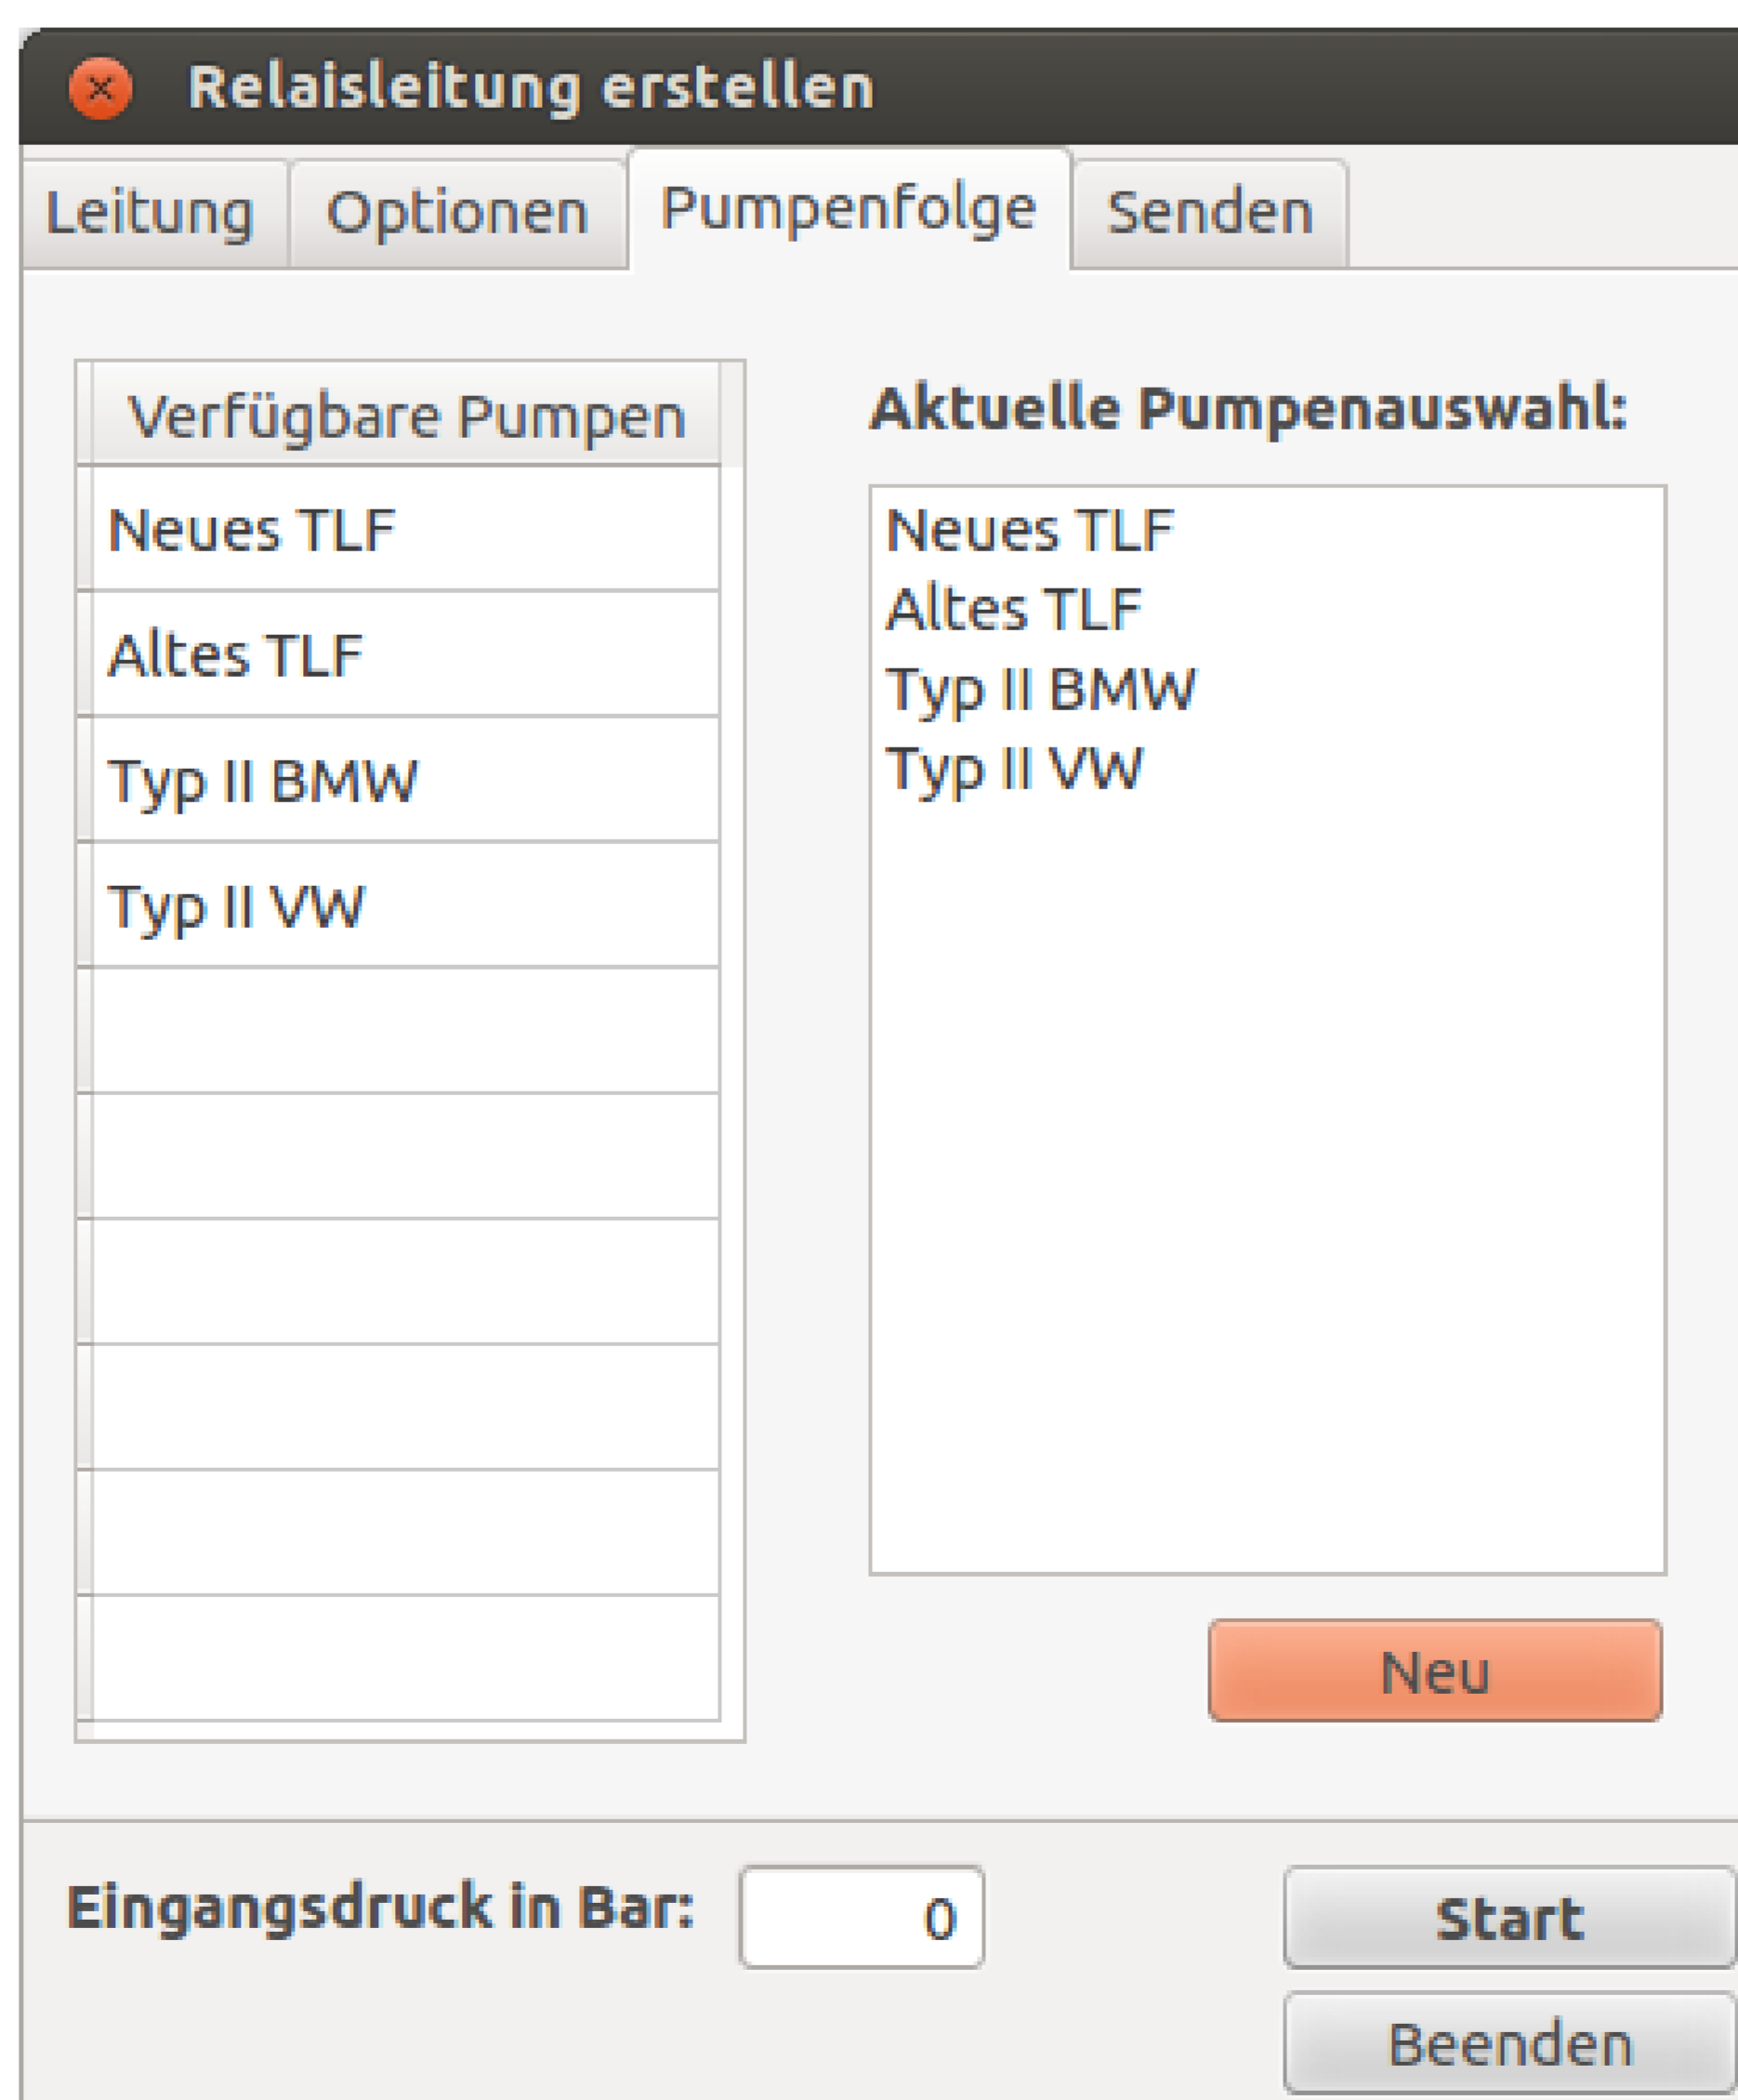 Relaisleitung erstellen
Leitung Optionen Pumpenfolge Senden
Verfügbare Pumpen
Neues TLF
Altes TLF
Typ II BMW
Typ II VW
Aktuelle Pumpenauswahl:
Neues TLF
Altes TLF
Typ II BMW
Typ II VW
Neu
Eingangsdruck in Bar: 0
Start
Beenden